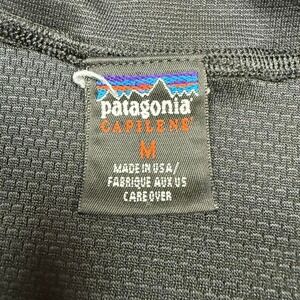 patagonia
CAPILENE
M
MADE IN USA/
FABRIQUE AUX US
CARE OVER